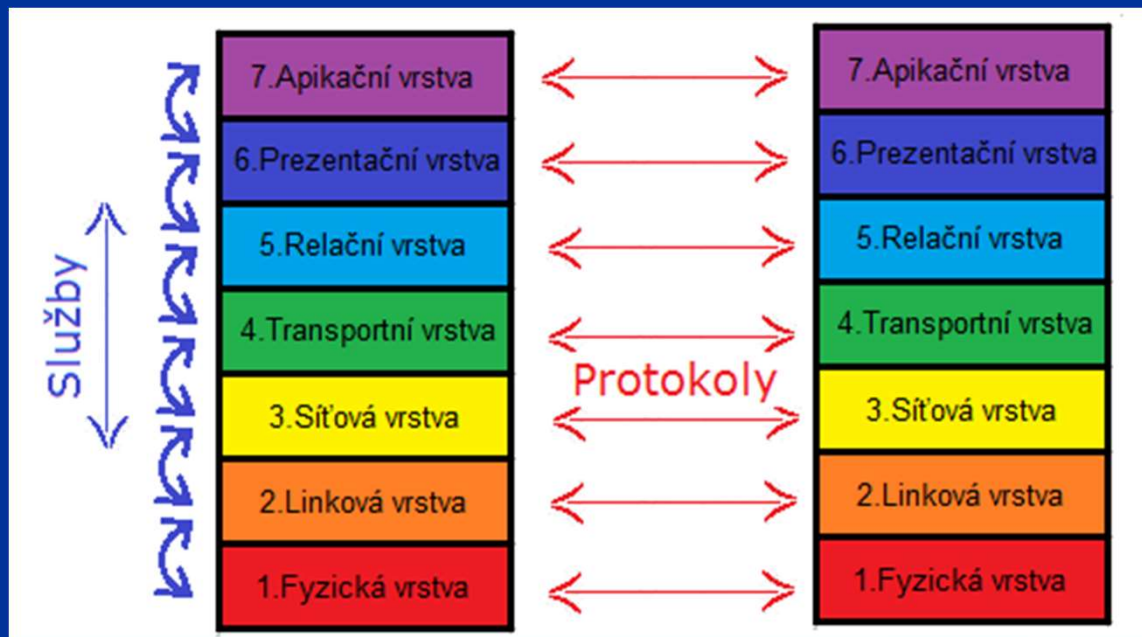 7.Apikační vrstva
6.Prezentační vrstva
5.Relační vrstva
4.Transportní vrstva
3.Síťová vrstva
2.Linková vrstva
1.Fyzická vrstva
Služby
Protokoly
7.Apikační vrstva
6.Prezentační vrstva
5.Relační vrstva
4.Transportní vrstva
3.Síťová vrstva
2.Linková vrstva
1.Fyzická vrstva